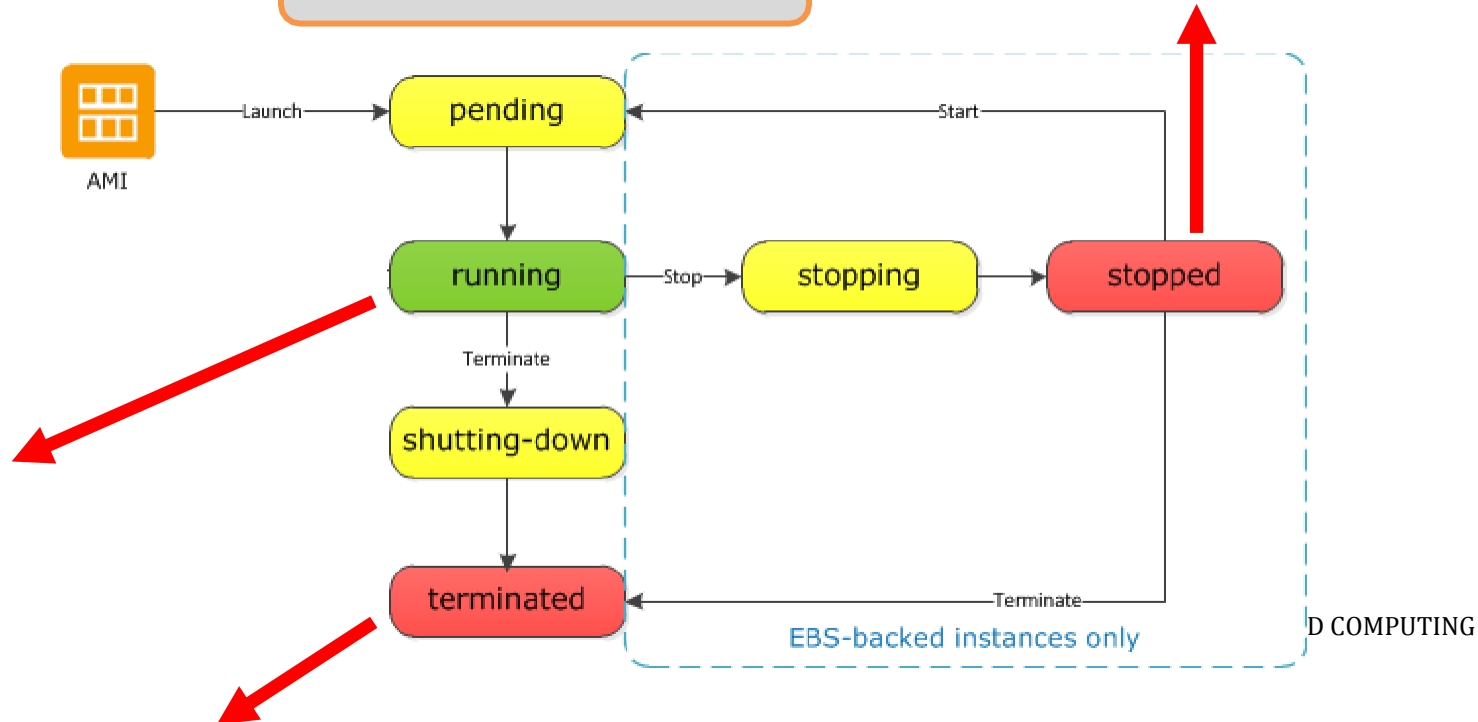 Launch
pending
Start
AMI
running
Stop
stopping
stopped
Terminate
shutting-down
terminated
Terminate
EBS-backed instances only
D COMPUTING